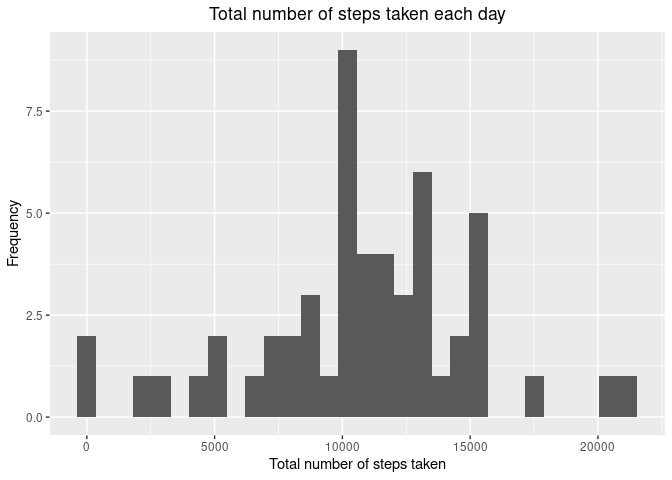 Total number of steps taken each day
7.5
5.0
2.5
0.0
Frequency
0 5000 10000 15000 20000
Total number of steps taken